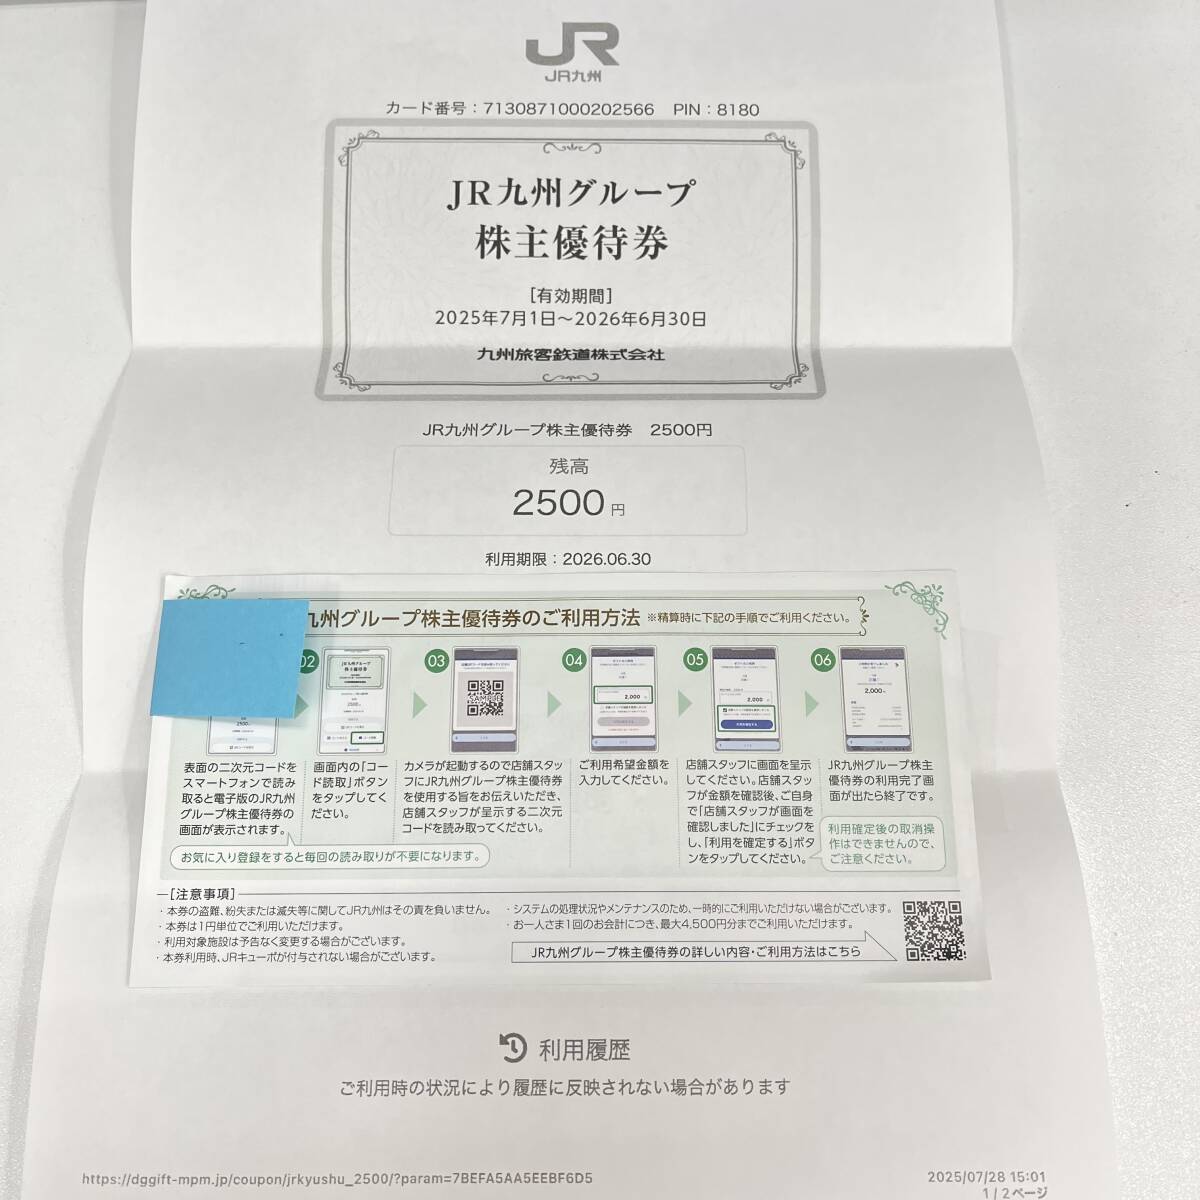 JR
JR九州
カード番号：7130871000202566　PIN：8180
JR九州グループ
株主優待券
[有効期間]
2025年7月1日～2026年6月30日
九州旅客鉄道株式会社
JR九州グループ株主優待券　2500円
残高
2500円
利用期限：2026.06.30
九州グループ株主優待券のご利用方法 ※精算時に下記の手順でご利用ください。
02
03
04
05
06
SAMPLE
2,000
2,000
2,000
表面の二次元コードを
スマートフォンで読み
取ると電子版のJR九州
グループ株主優待券の
画面が表示されます。
お気に入り登録をすると毎回の読み取りが不要になります。
画面内の「コー
ド読取」ボタン
をタップしてく
ださい。
カメラが起動するので店舗スタッ
フにJR九州グループ株主優待券
を使用する旨をお伝えいただき、
店舗スタッフが呈示する二次元
コードを読み取ってください。
ご利用希望金額を
入力してください。
店舗スタッフに画面を呈示
してください。店舗スタッ
フが金額を確認後、ご自身
で「店舗スタッフが画面を
確認しました」にチェックを
し、「利用を確定する」ボタ
ンをタップしてください。
JR九州グループ株主
優待券の利用完了画
面が出たら終了です。
利用確定後の取消操
作はできませんので、
ご注意ください。
[注意事項]
・本券の盗難、紛失または滅失等に関してJR九州はその責を負いません。
・本券は1円単位でご利用いただけます。
・利用対象施設は予告なく変更する場合がございます。
・本券利用時、JRキューポが付与されない場合がございます。
・システムの処理状況やメンテナンスのため、一時的にご利用いただけない場合がございます。
・お一人さま1回のお会計につき、最大4,500円分までご利用いただけます。
JR九州グループ株主優待券の詳しい内容・ご利用方法はこちら
利用履歴
ご利用時の状況により履歴に反映されない場合があります
https://dggift-mpm.jp/coupon/jrkyushu_2500/?param=7BEFA5AA5EEBF6D5
2025/07/28 15:01
1/2ページ